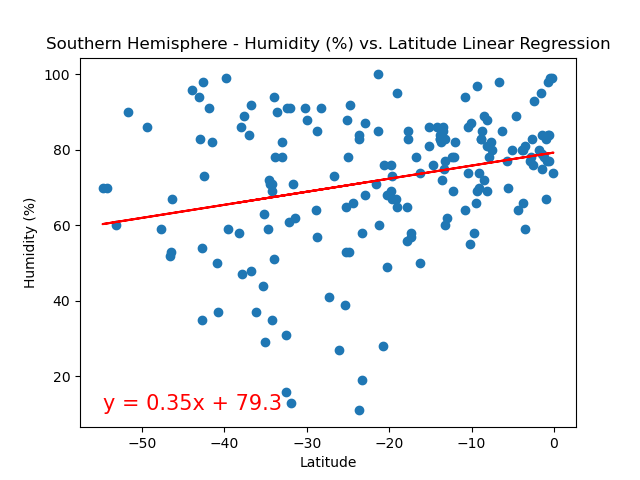 Southern Hemisphere - Humidity (%) vs. Latitude Linear Regression
100
80
60
40
20
Humidity (%)
y = 0.35x + 79.3
−50
−40
−30
−20
−10
0
Latitude